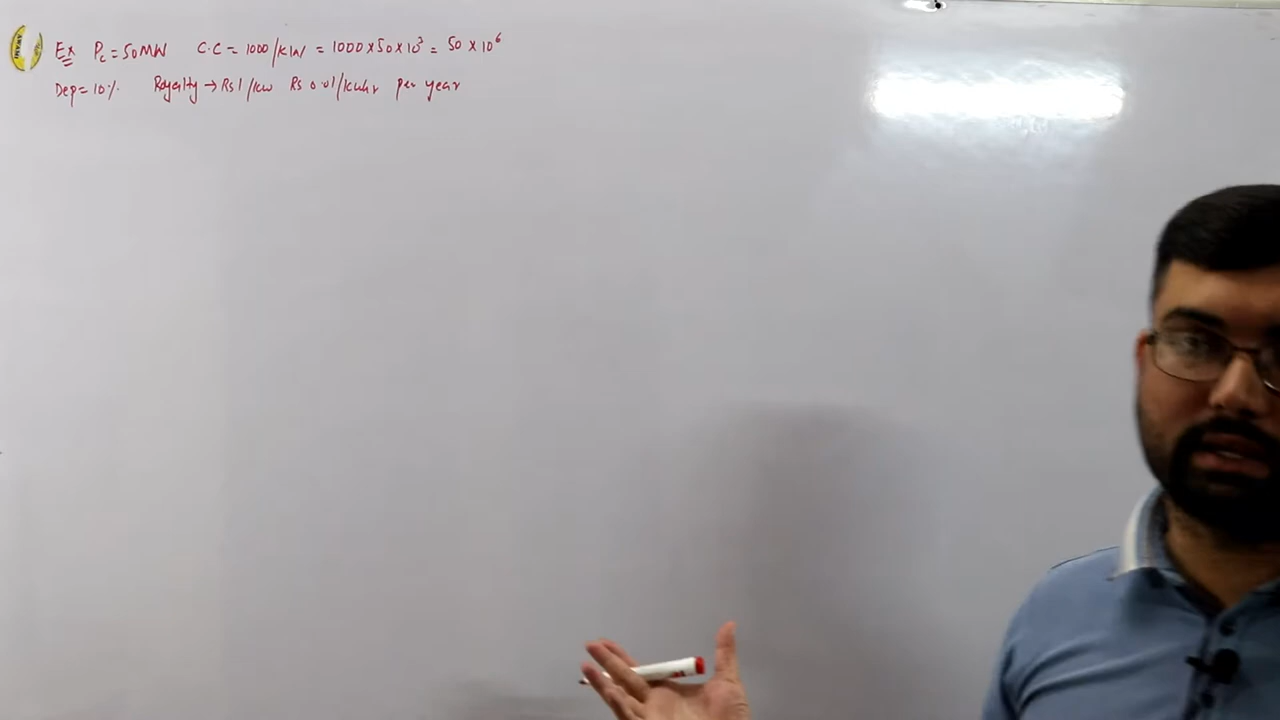 Ex Pc = 50MW C.C = 1000/kW = 1000×50×10³ = 50×10⁶
Dep = 10% Royalty → Rs 1/kW Rs 0.01/kwhr per year